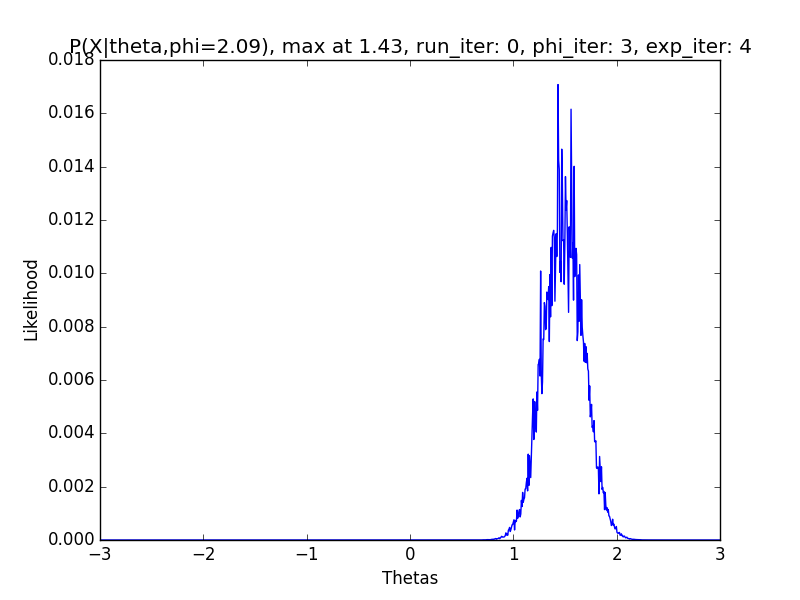 P(X|theta,phi=2.09), max at 1.43, run_iter: 0, phi_iter: 3, exp_iter: 4
0.018
0.016
0.014
0.012
0.010
0.008
0.006
0.004
0.002
0.000
Likelihood
−3 −2 −1 0 1 2 3
Thetas